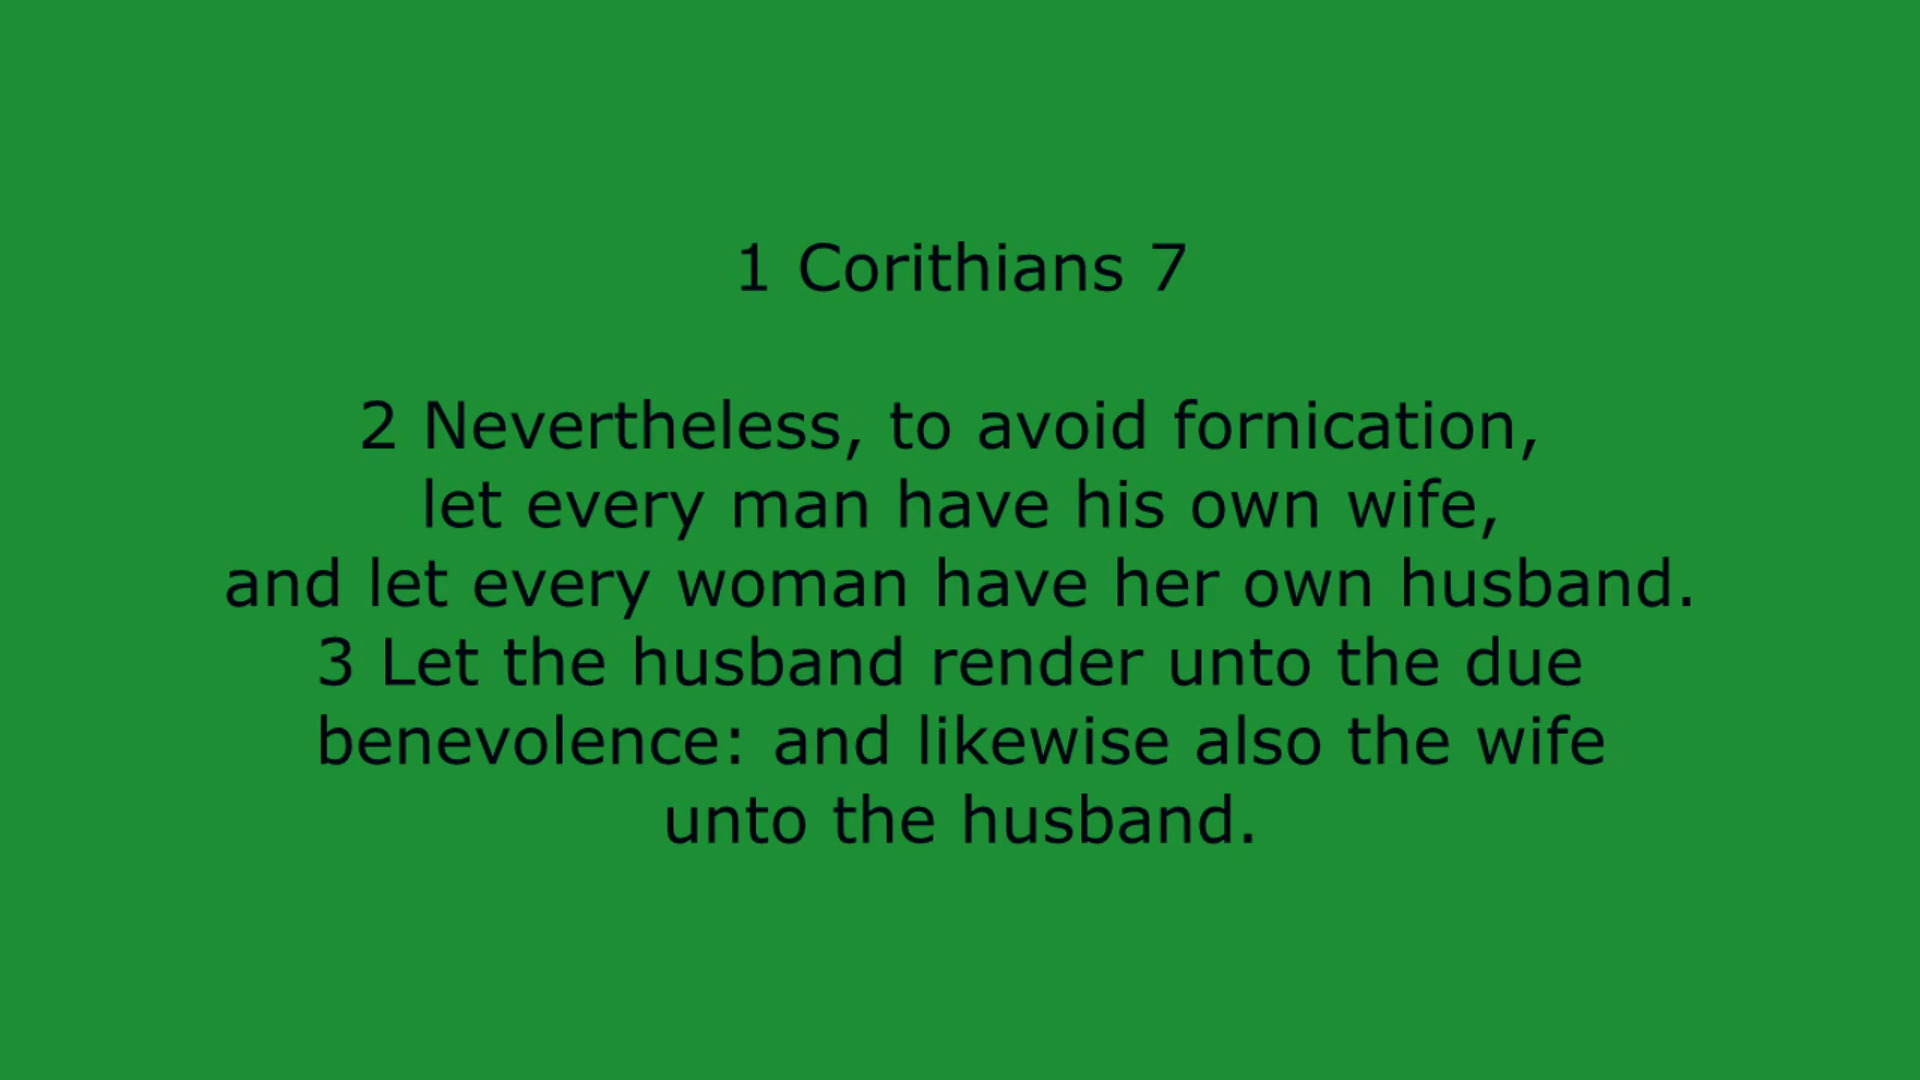 1 Corithians 7
2 Nevertheless, to avoid fornication,
let every man have his own wife,
and let every woman have her own husband.
3 Let the husband render unto the due
benevolence: and likewise also the wife
unto the husband.